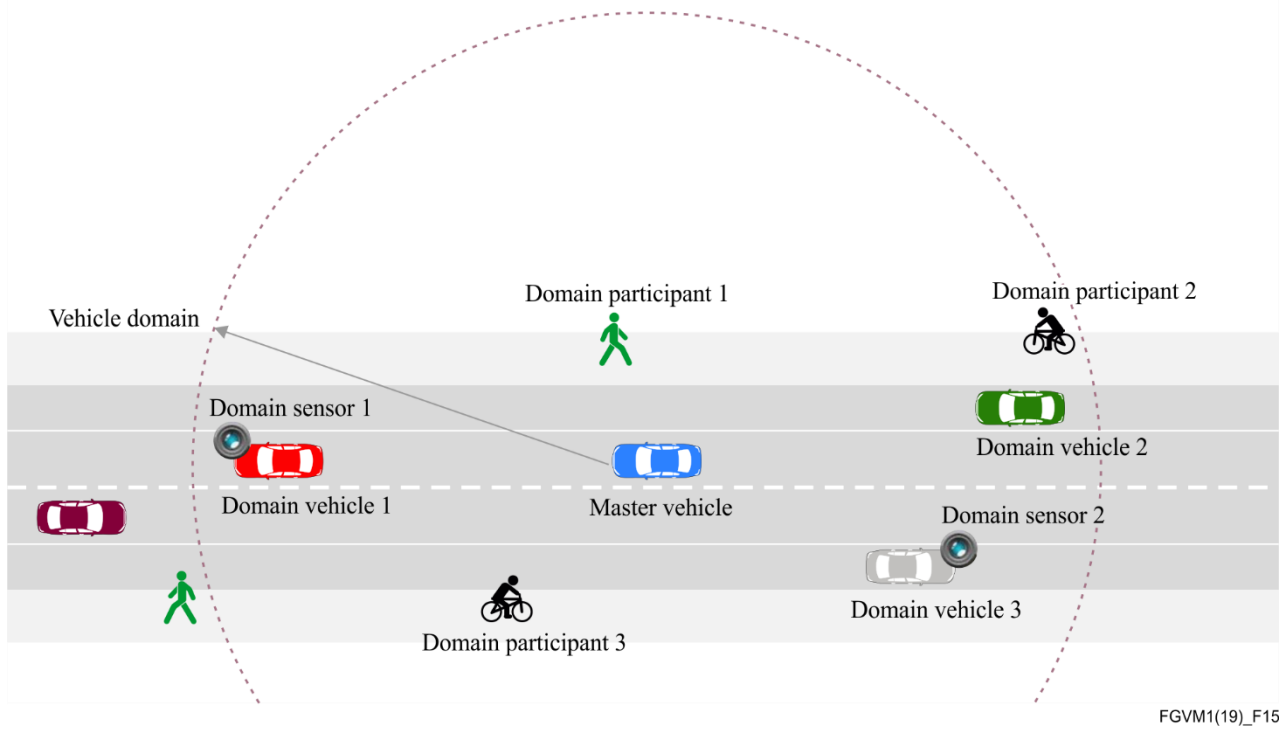 Domain participant 1
Domain participant 2
Vehicle domain
Domain sensor 1
Domain vehicle 2
Domain vehicle 1
Master vehicle
Domain sensor 2
Domain vehicle 3
Domain participant 3
FGVM1(19)_F15